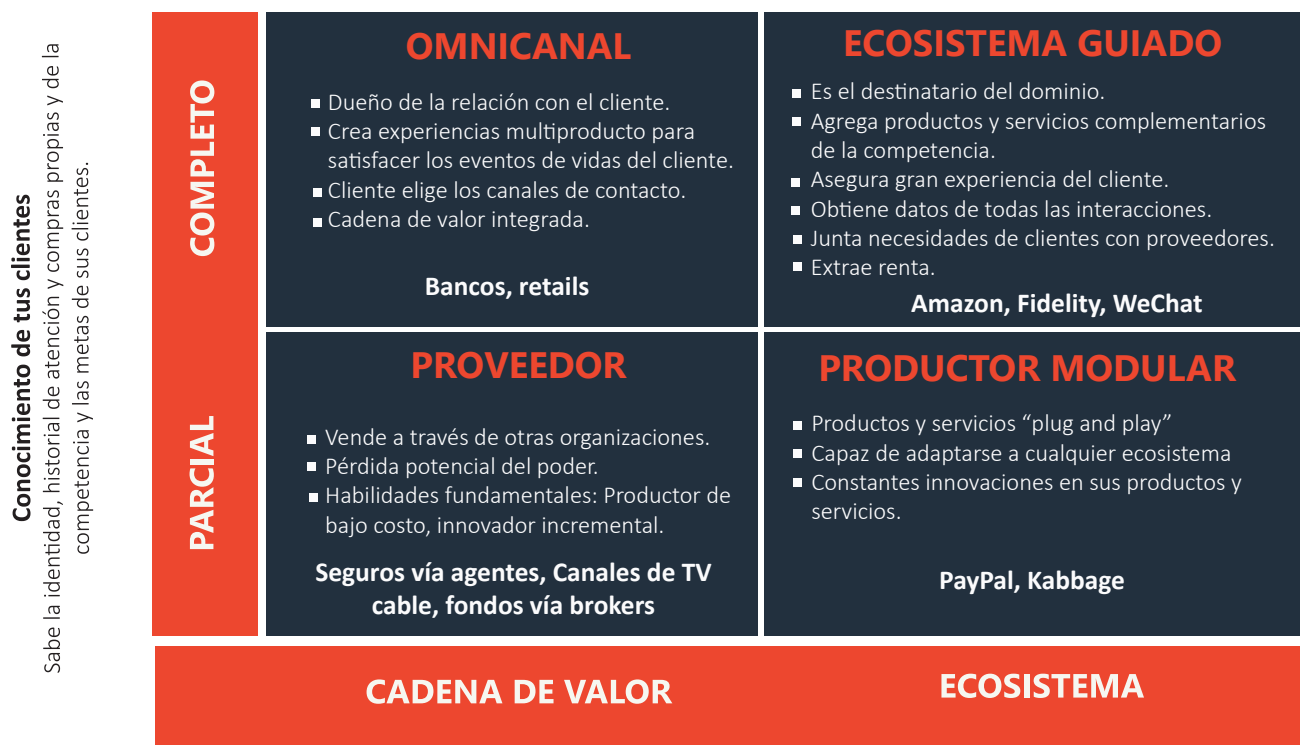 Conocimiento de tus clientes
Sabe la identidad, historial de atención y compras propias y de la
competencia y las metas de sus clientes.
COMPLETO
OMNICANAL
Dueño de la relación con el cliente.
Crea experiencias multiproducto para
satisfacer los eventos de vidas del cliente.
Cliente elige los canales de contacto.
Cadena de valor integrada.
Bancos, retails
ECOSISTEMA GUIADO
Es el destinatario del dominio.
Agrega productos y servicios complementarios
de la competencia.
Asegura gran experiencia del cliente.
Obtiene datos de todas las interacciones.
Junta necesidades de clientes con proveedores.
Extrae renta.
Amazon, Fidelity, WeChat
PARCIAL
PROVEEDOR
Vende a través de otras organizaciones.
Pérdida potencial del poder.
Habilidades fundamentales: Productor de
bajo costo, innovador incremental.
Seguros vía agentes, Canales de TV
cable, fondos vía brokers
PRODUCTOR MODULAR
Productos y servicios “plug and play”
Capaz de adaptarse a cualquier ecosistema
Constantes innovaciones en sus productos y
servicios.
PayPal, Kabbage
CADENA DE VALOR
ECOSISTEMA